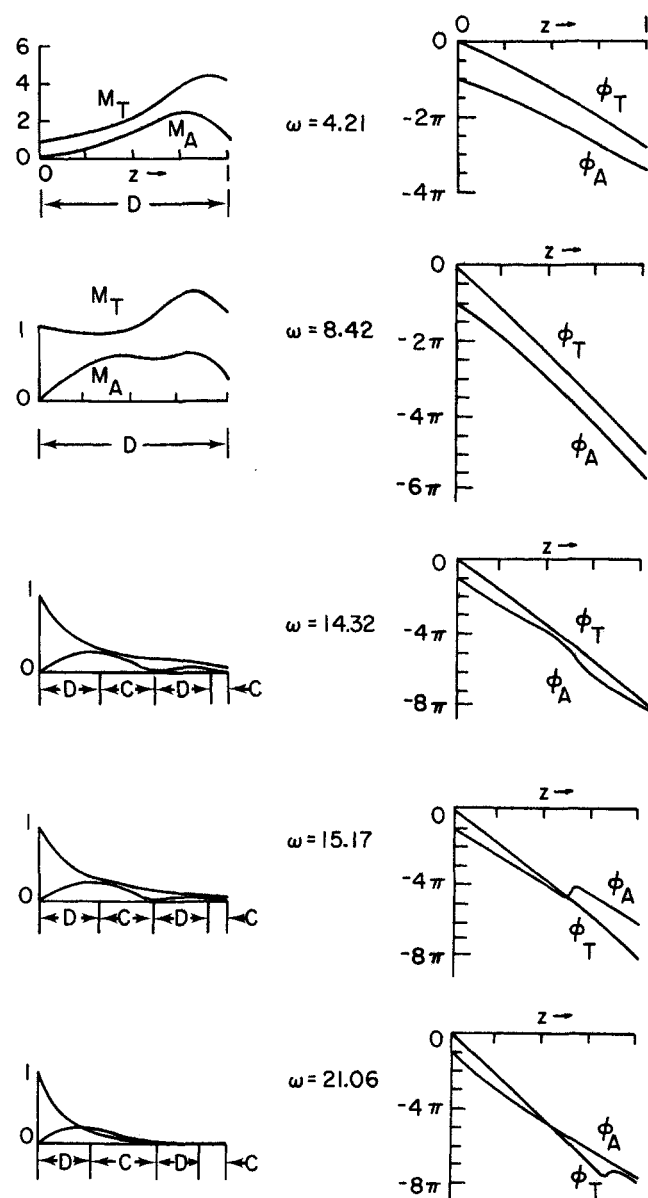 0 z → 1
6 0
4 M_T ϕ_T
2 M_A ω = 4.21 -2π
0 ϕ_A
0 z → 1 -4π
D
z →
0
M_T
1 ω = 8.42 -2π ϕ_T
M_A -4π
0 ϕ_A
D -6π
z →
0
1 ω = 14.32 ϕ_T
-4π
0 ϕ_A
D C D C -8π
z →
0
1 ω = 15.17
-4π ϕ_A
0 ϕ_T
D C D C -8π
z →
0
1 ω = 21.06
-4π
0 ϕ_A
D C D C ϕ_T
-8π